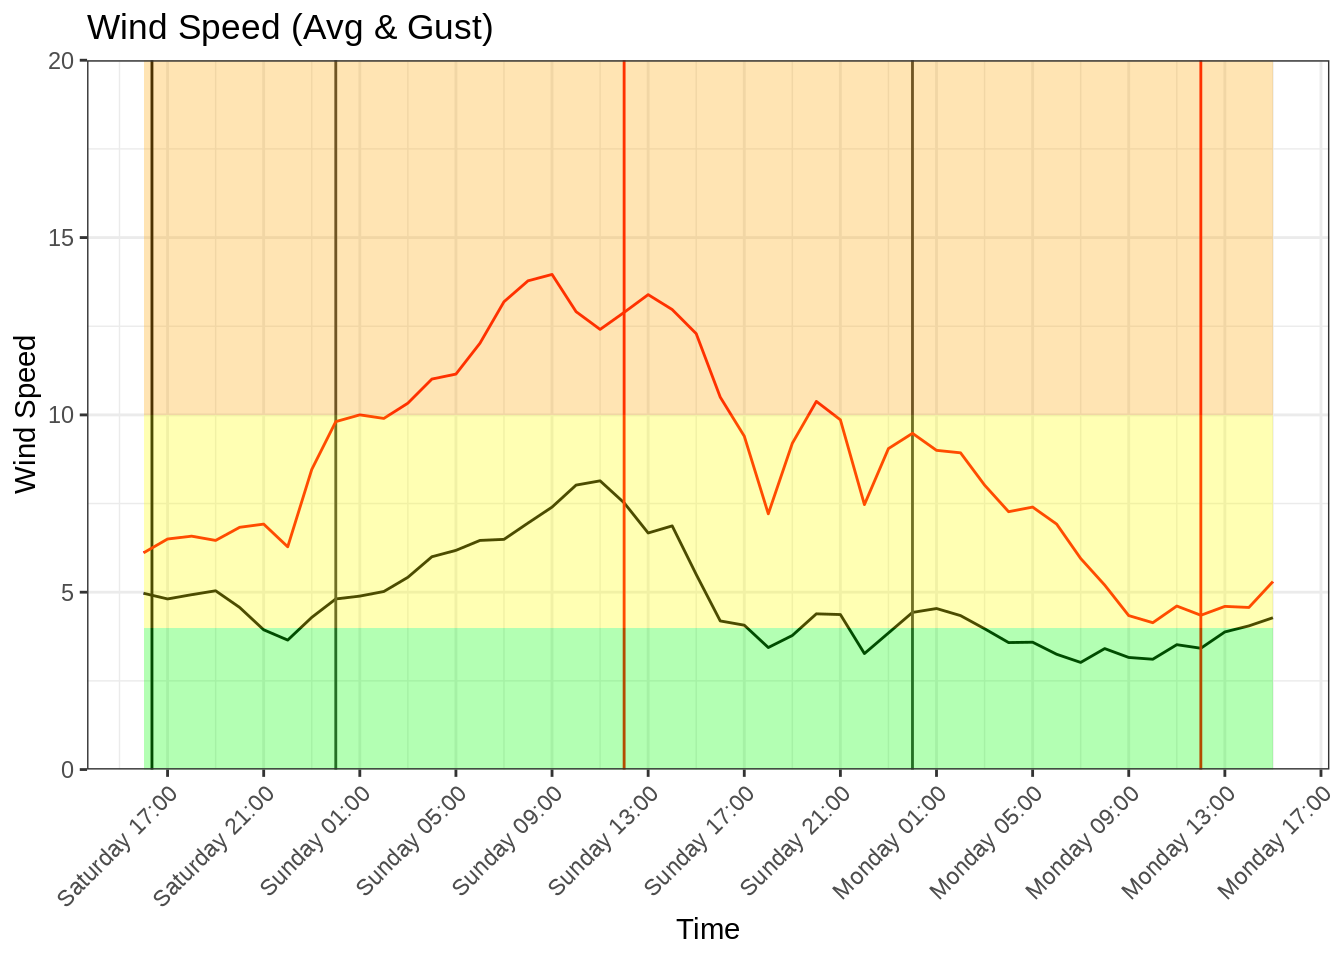 Wind Speed (Avg & Gust)
Wind Speed
20
15
10
5
0
Saturday 17:00
Saturday 21:00
Sunday 01:00
Sunday 05:00
Sunday 09:00
Sunday 13:00
Sunday 17:00
Sunday 21:00
Monday 01:00
Monday 05:00
Monday 09:00
Monday 13:00
Monday 17:00
Time